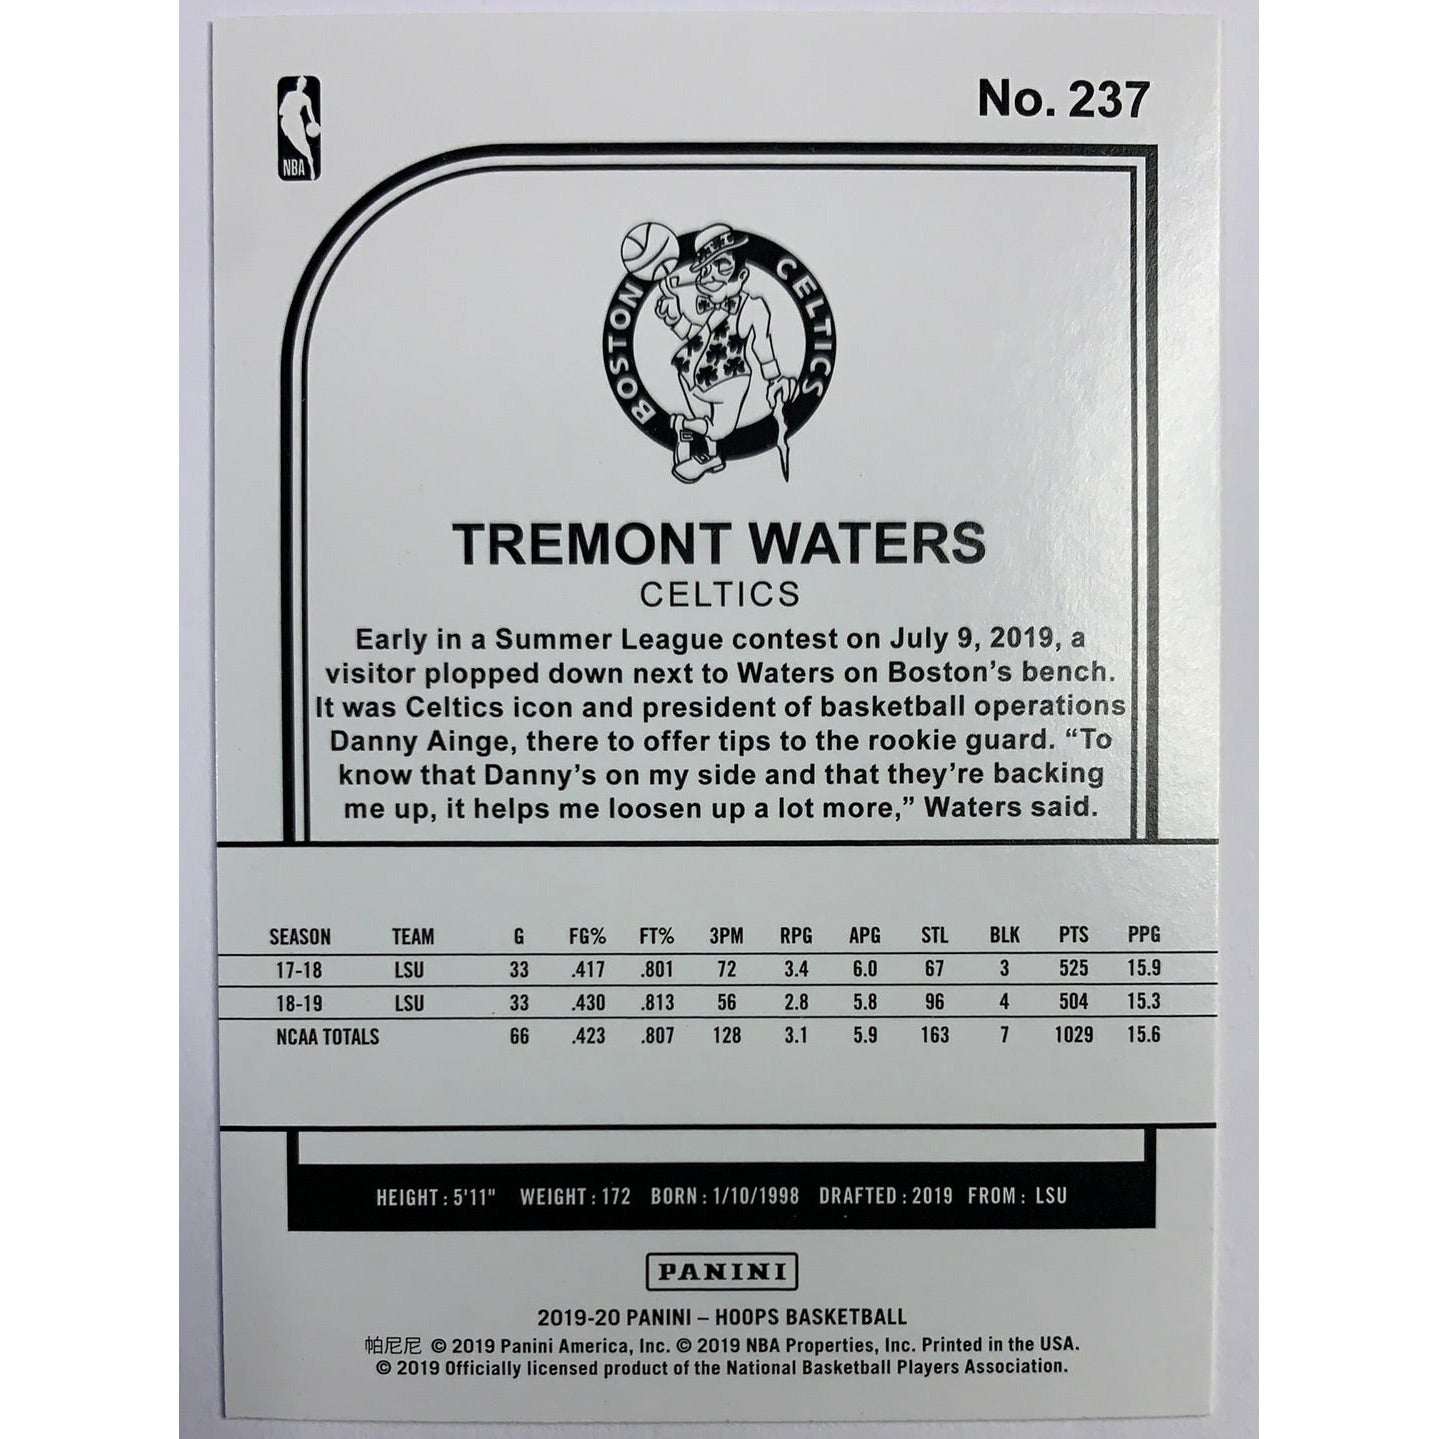 No. 237
NBA
BOSTON CELTICS
TREMONT WATERS
CELTICS
Early in a Summer League contest on July 9, 2019, a
visitor plopped down next to Waters on Boston's bench.
It was Celtics icon and president of basketball operations
Danny Ainge, there to offer tips to the rookie guard. “To
know that Danny's on my side and that they're backing
me up, it helps me loosen up a lot more,” Waters said.
SEASON TEAM G FG% FT% 3PM RPG APG STL BLK PTS PPG
17-18 LSU 33 .417 .801 72 3.4 6.0 67 3 525 15.9
18-19 LSU 33 .430 .813 56 2.8 5.8 96 4 504 15.3
NCAA TOTALS 66 .423 .807 128 3.1 5.9 163 7 1029 15.6
HEIGHT: 5'11" WEIGHT: 172 BORN: 1/10/1998 DRAFTED: 2019 FROM: LSU
PANINI
2019-20 PANINI – HOOPS BASKETBALL
帕尼尼 © 2019 Panini America, Inc. © 2019 NBA Properties, Inc. Printed in the USA.
© 2019 Officially licensed product of the National Basketball Players Association.